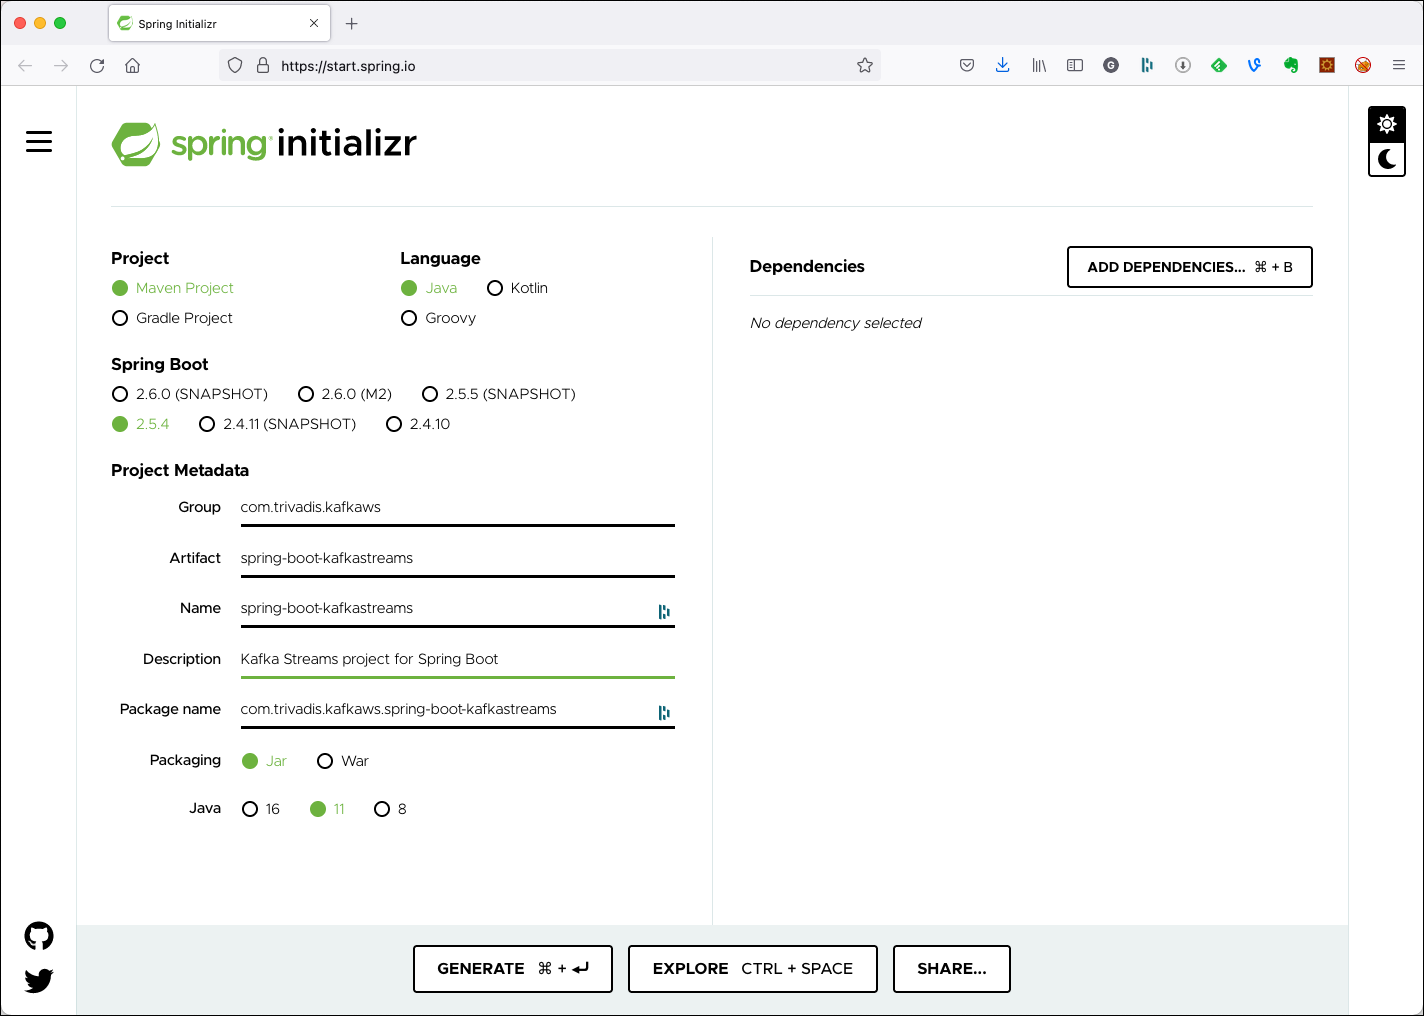 Spring Initializr
https://start.spring.io
G
spring initializr
Project
Maven Project
Gradle Project
Language
Java Kotlin
Groovy
Spring Boot
2.6.0 (SNAPSHOT) 2.6.0 (M2) 2.5.5 (SNAPSHOT)
2.5.4 2.4.11 (SNAPSHOT) 2.4.10
Project Metadata
Group com.trivadis.kafkaws
Artifact spring-boot-kafkastreams
Name spring-boot-kafkastreams
Description Kafka Streams project for Spring Boot
Package name com.trivadis.kafkaws.spring-boot-kafkastreams
Packaging Jar War
Java 16 11 8
Dependencies ADD DEPENDENCIES... ⌘ + B
No dependency selected
GENERATE ⌘ + ⏎ EXPLORE CTRL + SPACE SHARE...